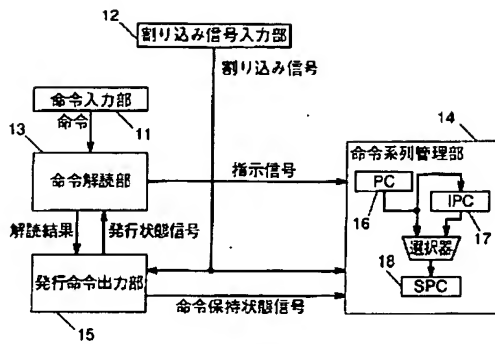 12
割り込み信号入力部
割り込み信号
命令入力部
13
命令
11
14
命令解読部
指示信号
命令系列管理部
PC
16
IPC
17
選択器
18
SPC
解読結果
発行状態信号
発行命令出力部
命令保持状態信号
15